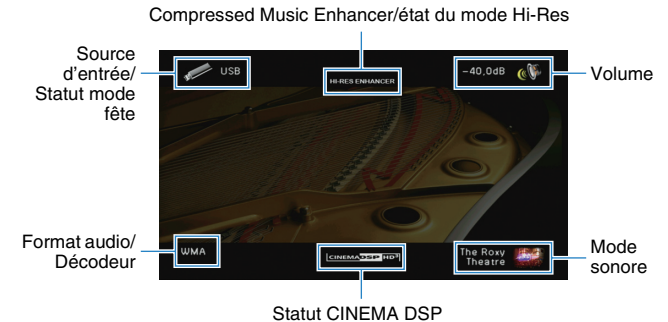 Compressed Music Enhancer/état du mode Hi-Res
Source
d'entrée/
Statut mode
fête
USB
HI-RES ENHANCER
-40,0dB
Volume
Format audio/
Décodeur
WMA
CINEMA DSP HD³
The Roxy
Theatre
Mode
sonore
Statut CINEMA DSP